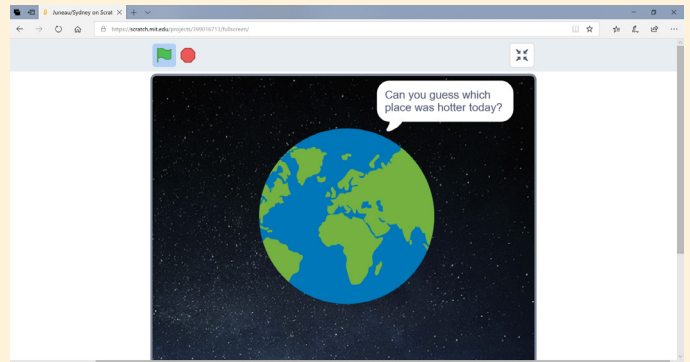 Juneau/Sydney on Scrat
https://scratch.mit.edu/projects/399016713/fullscreen/
Can you guess which
place was hotter today?